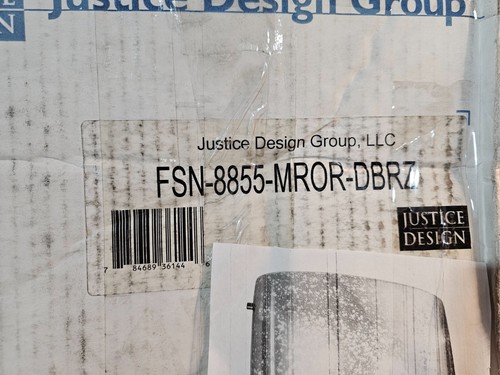 Justice Design Group
Justice Design Group, LLC
FSN-8855-MROR-DBRZ
JUSTICE
DESIGN
7 84689 36144 6